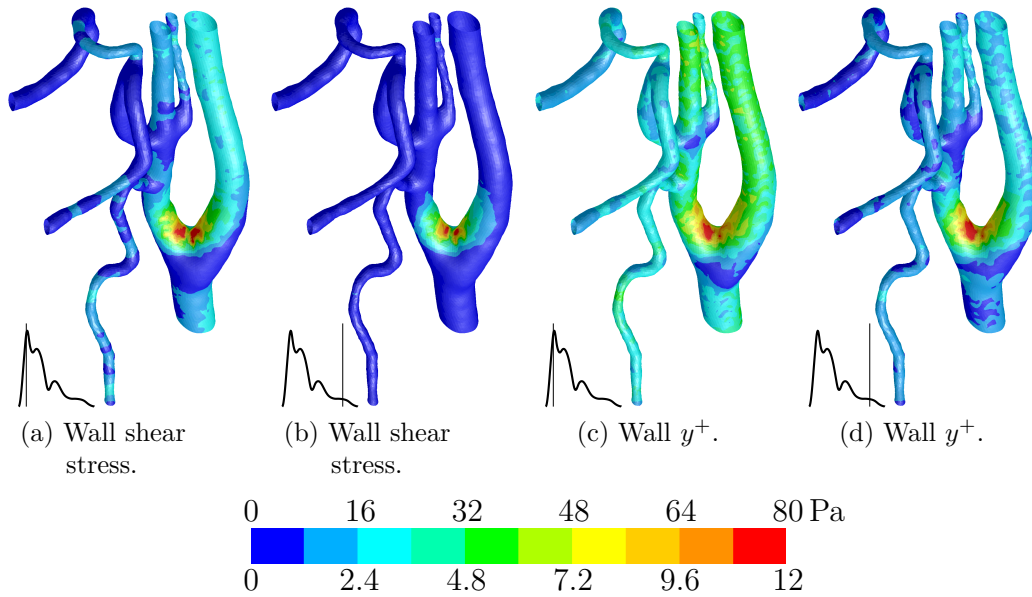 (a) Wall shear stress.
(b) Wall shear stress.
(c) Wall y⁺.
(d) Wall y⁺.
0 16 32 48 64 80 Pa
0 2.4 4.8 7.2 9.6 12